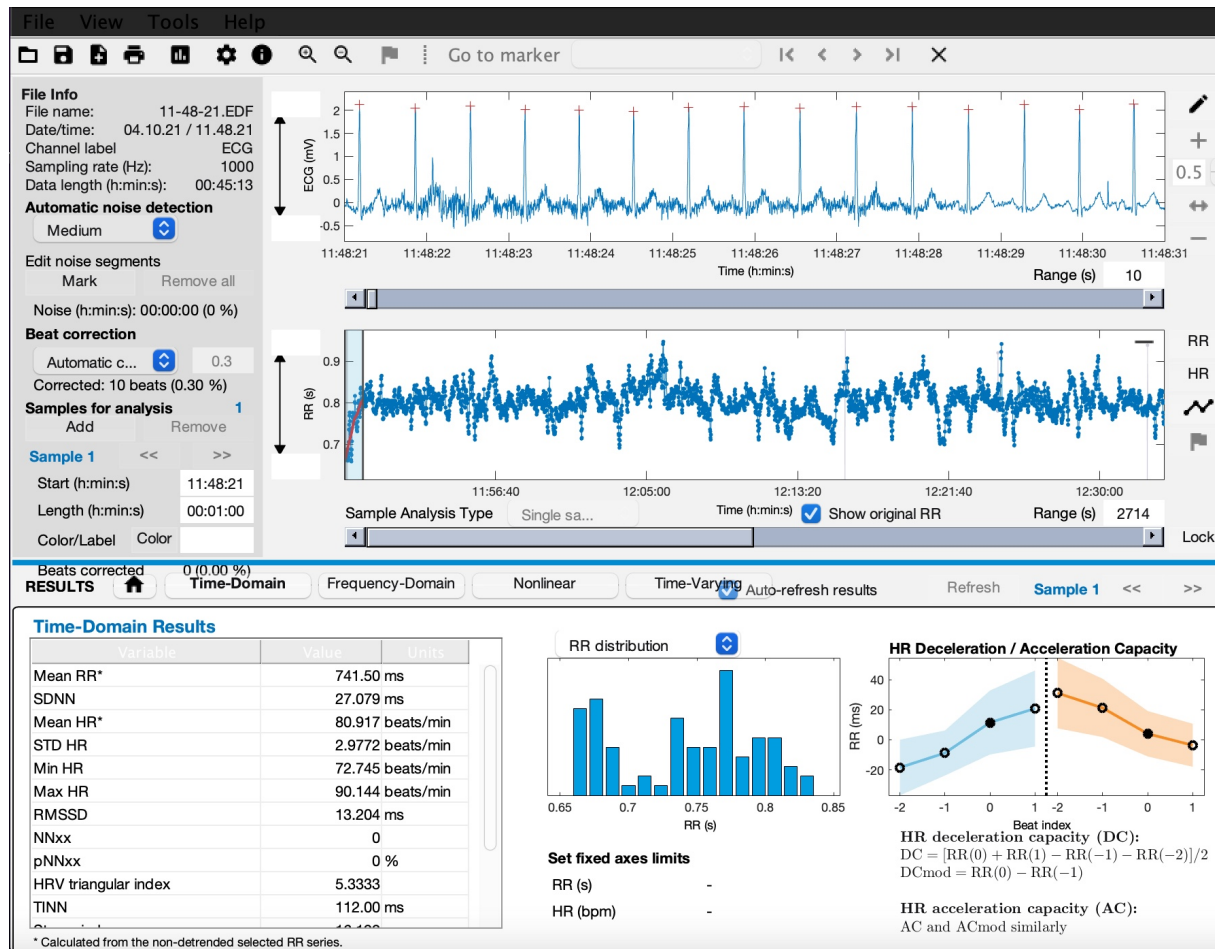 File View Tools Help
Go to marker
File Info
File name: 11-48-21.EDF
Date/time: 04.10.21 / 11.48.21
Channel label ECG
Sampling rate (Hz): 1000
Data length (h:min:s): 00:45:13
Automatic noise detection
Medium
Edit noise segments
Mark Remove all
Noise (h:min:s): 00:00:00 (0 %)
Beat correction
Automatic c... 0.3
Corrected: 10 beats (0.30 %)
Samples for analysis 1
Add Remove
Sample 1 << >>
Start (h:min:s) 11:48:21
Length (h:min:s) 00:01:00
Color/Label Color
Beats corrected 0 (0.00 %)
ECG (mV)
2
1.5
1
0.5
0
-0.5
11:48:21 11:48:22 11:48:23 11:48:24 11:48:25 11:48:26 11:48:27 11:48:28 11:48:29 11:48:30 11:48:31
Time (h:min:s)
Range (s) 10
0.5
RR (s)
0.9
0.8
0.7
11:56:40 12:05:00 12:13:20 12:21:40 12:30:00
Sample Analysis Type Single sa... Time (h:min:s) Show original RR Range (s) 2714
RR
HR
Lock
RESULTS Time-Domain Frequency-Domain Nonlinear Time-Varying Auto-refresh results Refresh Sample 1 << >>
Time-Domain Results
Variable Value Units
Mean RR* 741.50 ms
SDNN 27.079 ms
Mean HR* 80.917 beats/min
STD HR 2.9772 beats/min
Min HR 72.745 beats/min
Max HR 90.144 beats/min
RMSSD 13.204 ms
NNxx 0
pNNxx 0 %
HRV triangular index 5.3333
TINN 112.00 ms
* Calculated from the non-detrended selected RR series.
RR distribution
0.65 0.7 0.75 0.8 0.85
RR (s)
Set fixed axes limits
RR (s) -
HR (bpm) -
HR Deceleration / Acceleration Capacity
RR (ms)
40
20
0
-20
-2 -1 0 1 -2 -1 0 1
Beat index
HR deceleration capacity (DC):
DC = [RR(0) + RR(1) − RR(−1) − RR(−2)]/2
DCmod = RR(0) − RR(−1)
HR acceleration capacity (AC):
AC and ACmod similarly